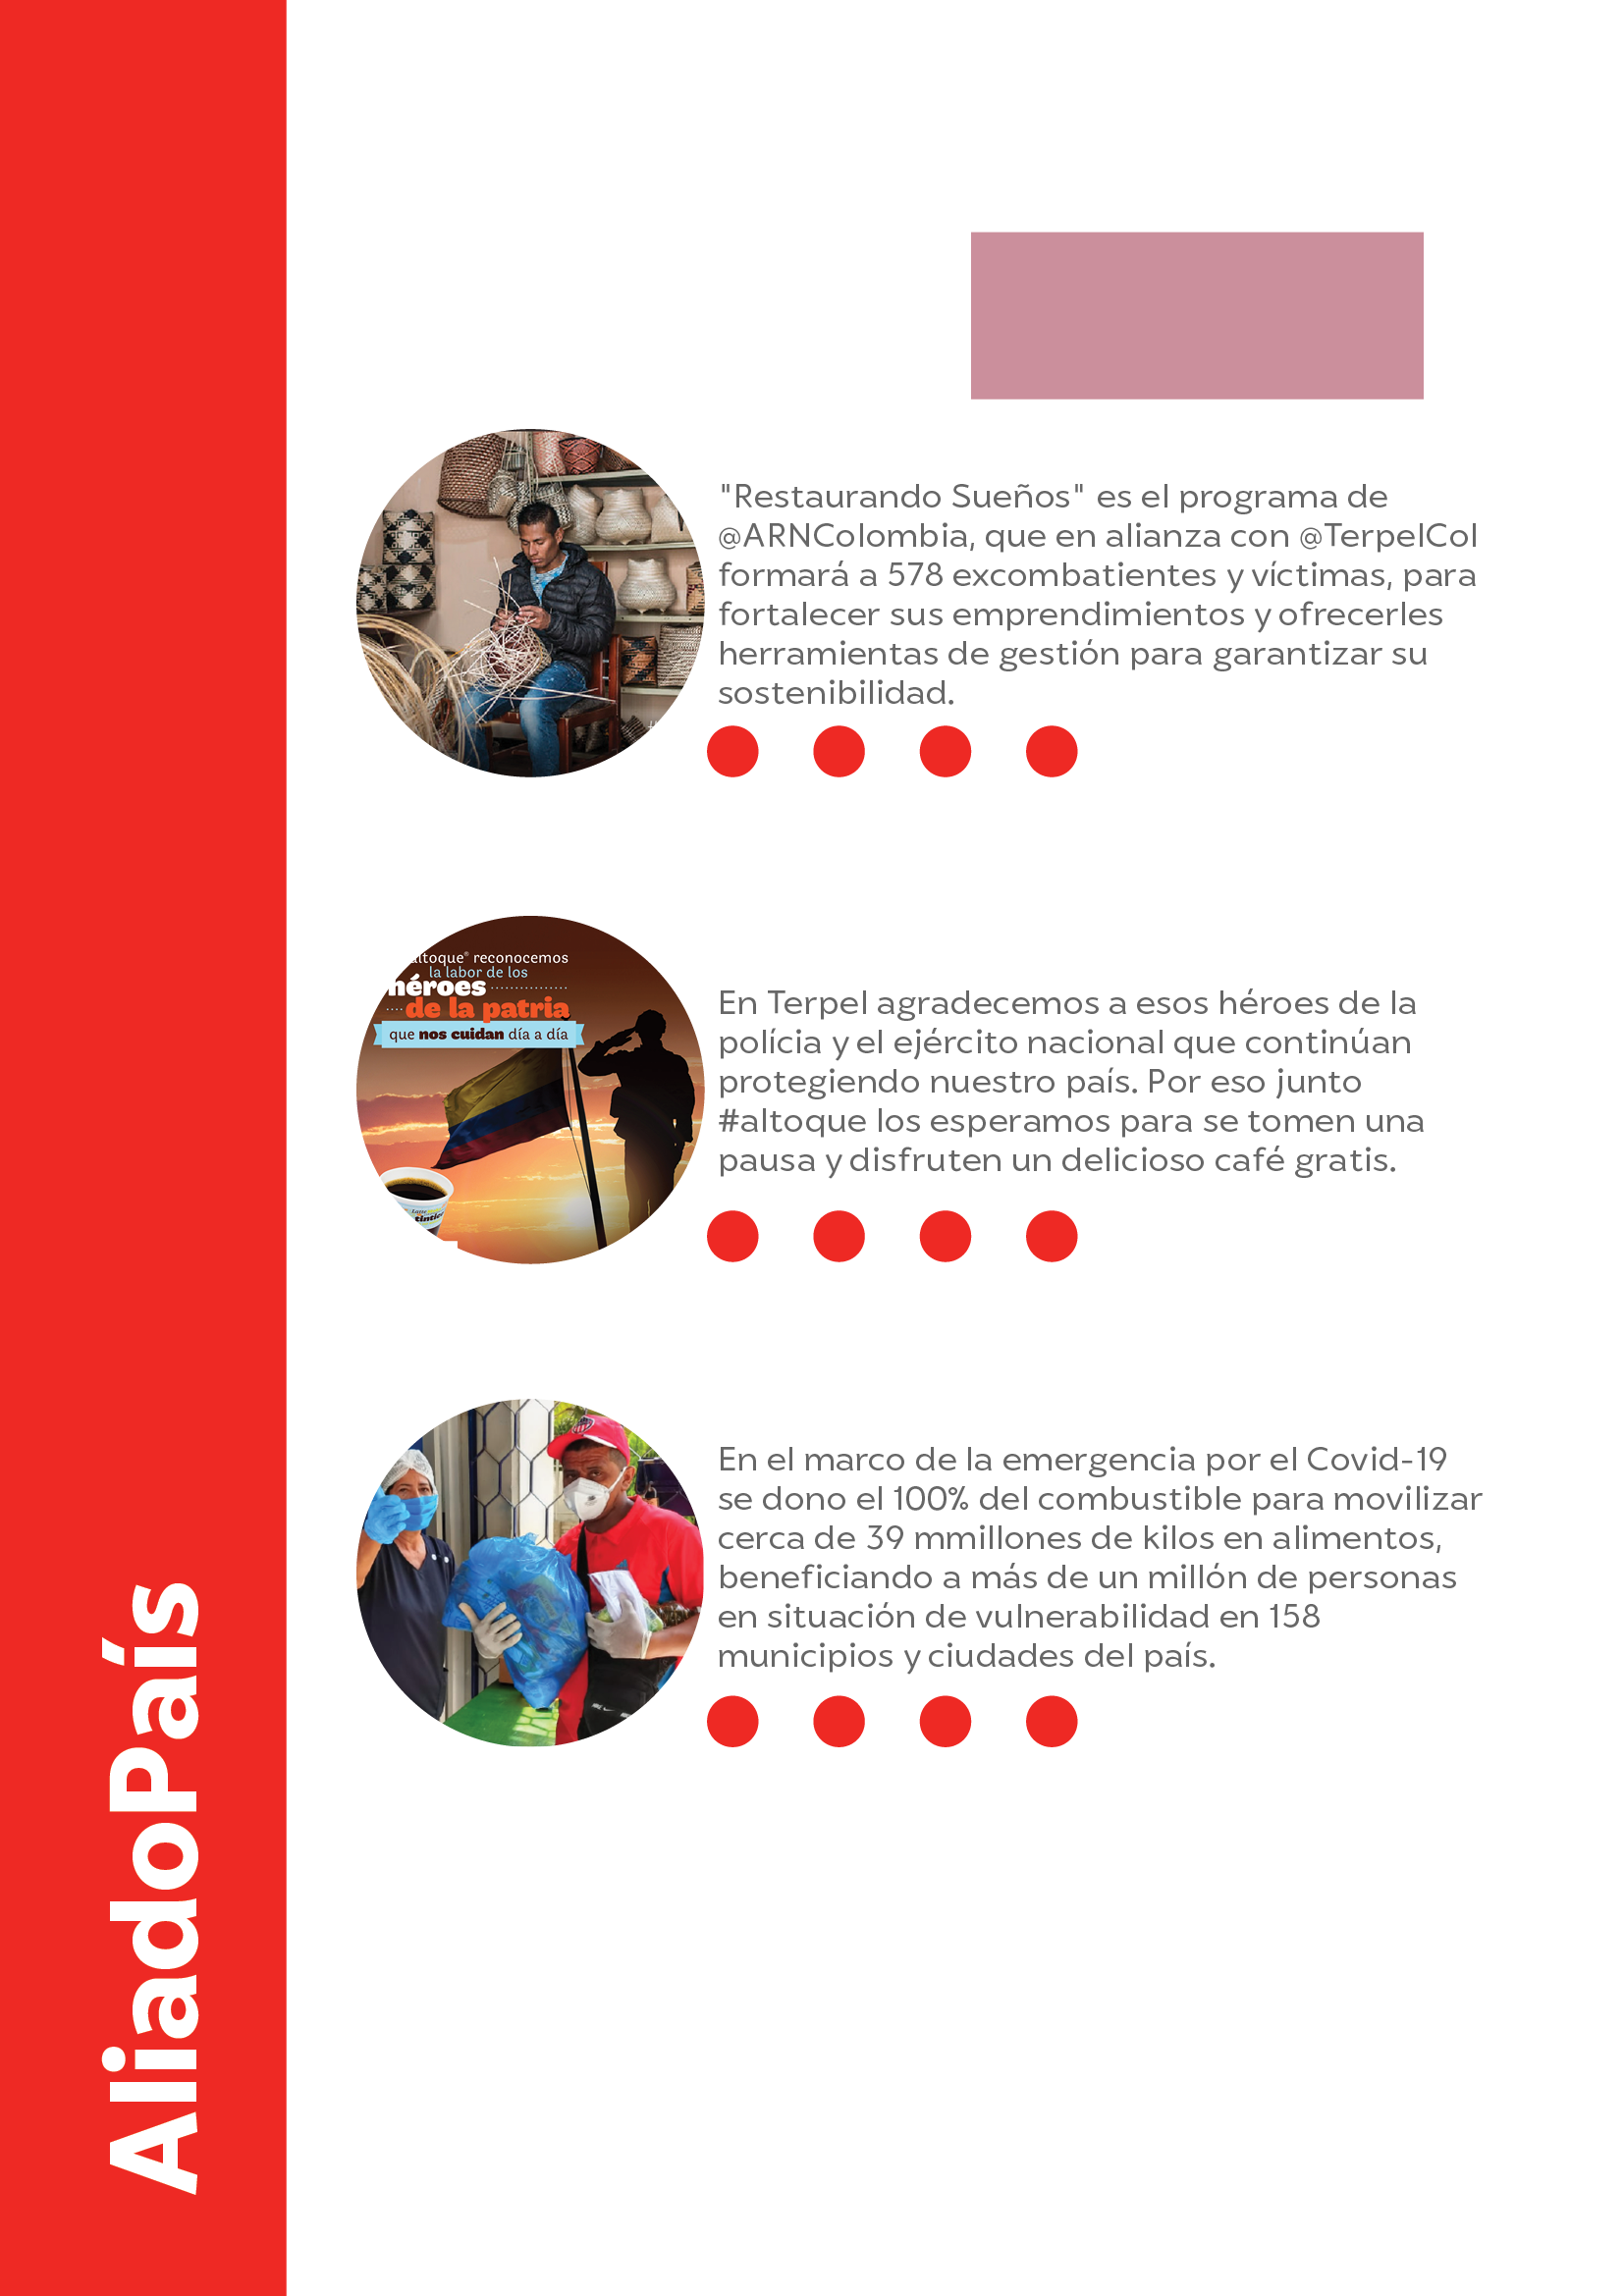 AliadoPaís
"Restaurando Sueños" es el programa de
@ARNColombia, que en alianza con @TerpelCol
formará a 578 excombatientes y víctimas, para
fortalecer sus emprendimientos y ofrecerles
herramientas de gestión para garantizar su
sostenibilidad.
altoque® reconocemos
la labor de los
héroes
de la patria
que nos cuidan día a día
En Terpel agradecemos a esos héroes de la
polícia y el ejército nacional que continúan
protegiendo nuestro país. Por eso junto
#altoque los esperamos para se tomen una
pausa y disfruten un delicioso café gratis.
En el marco de la emergencia por el Covid-19
se dono el 100% del combustible para movilizar
cerca de 39 mmillones de kilos en alimentos,
beneficiando a más de un millón de personas
en situación de vulnerabilidad en 158
municipios y ciudades del país.